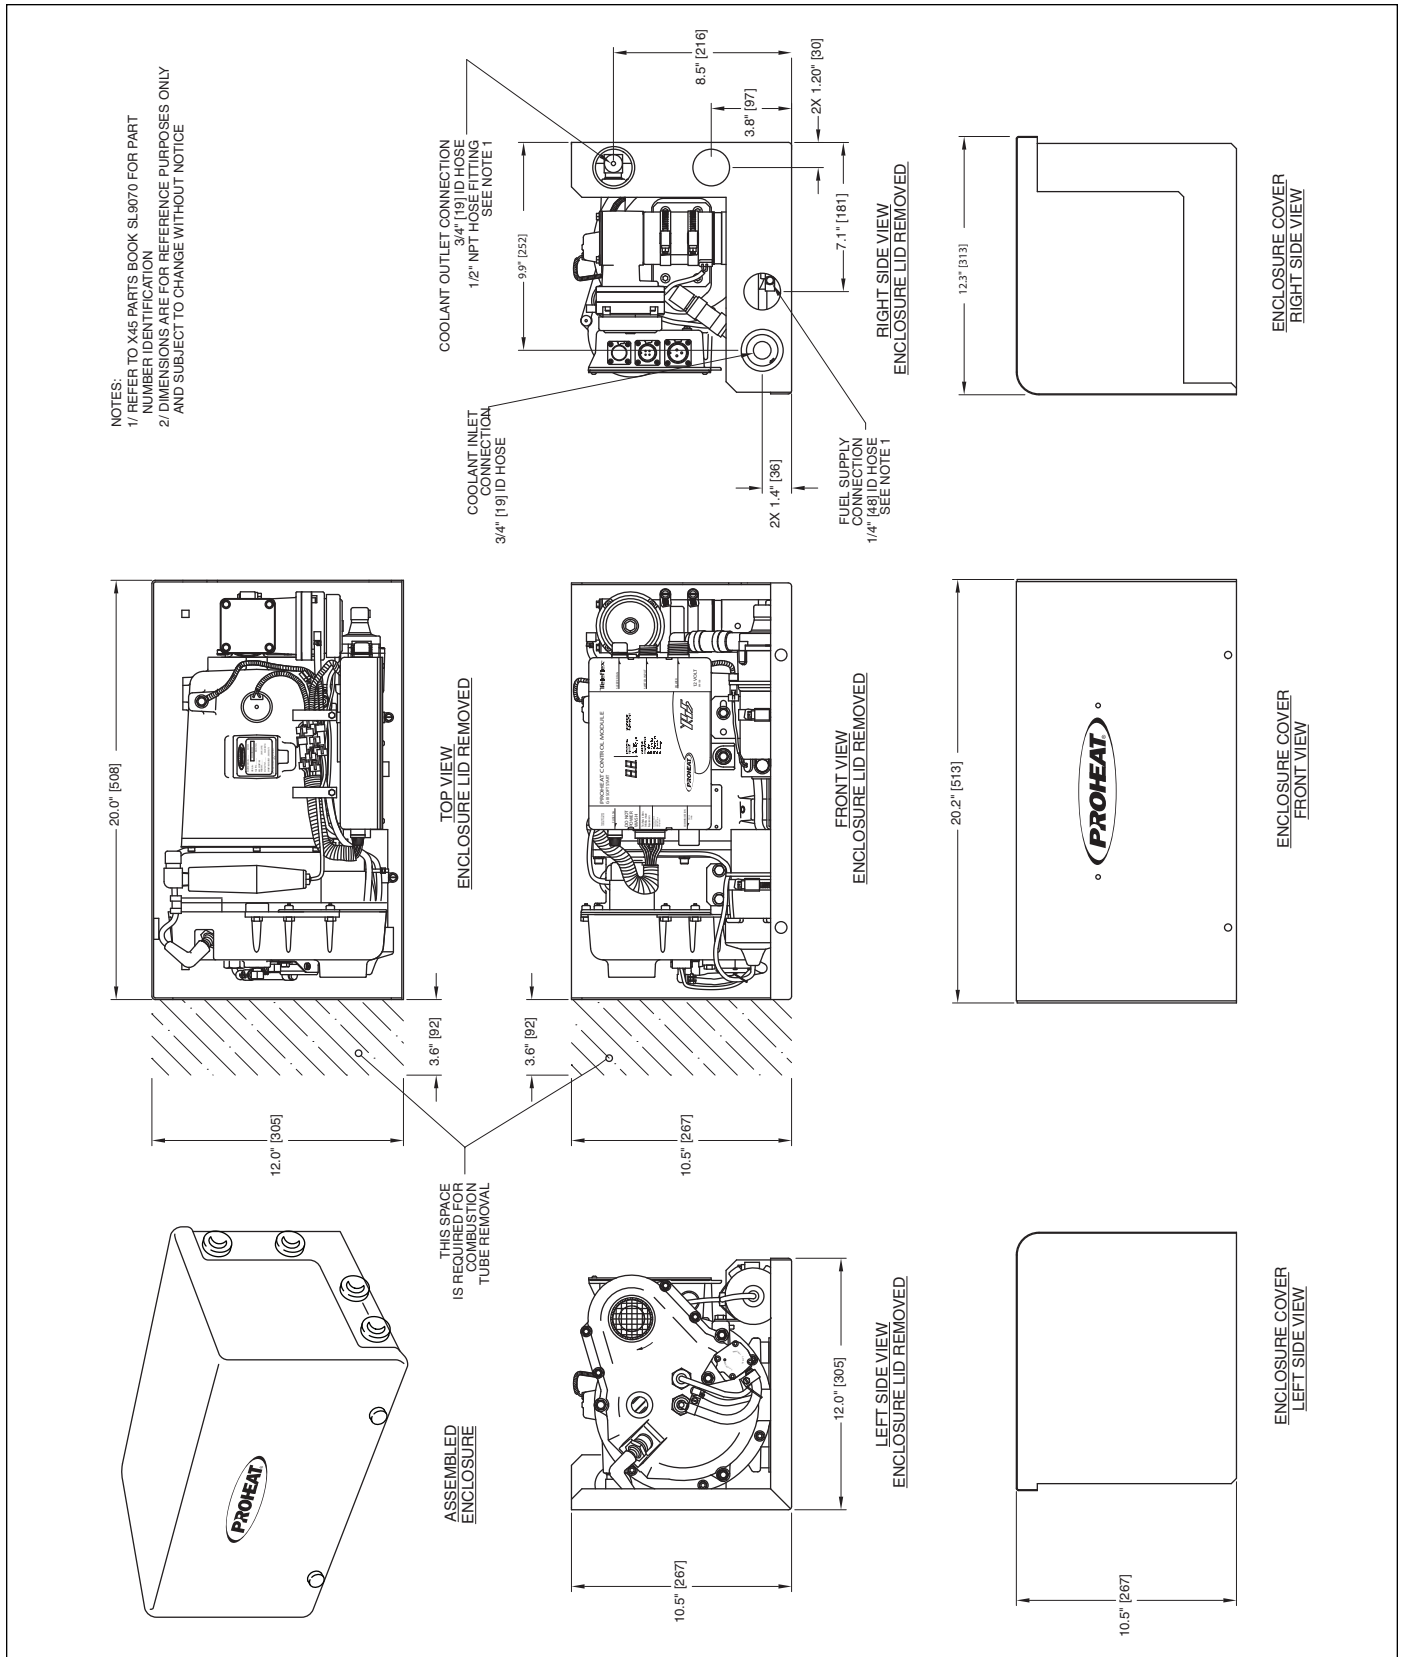 NOTES:
1/ REFER TO X45 PARTS BOOK SL9070 FOR PART
NUMBER IDENTIFICATION
2/ DIMENSIONS ARE FOR REFERENCE PURPOSES ONLY
AND SUBJECT TO CHANGE WITHOUT NOTICE
PROHEAT
ASSEMBLED
ENCLOSURE
12.0" [305]
20.0" [508]
3.6" [92]
TOP VIEW
ENCLOSURE LID REMOVED
THIS SPACE
IS REQUIRED FOR
COMBUSTION
TUBE REMOVAL
10.5" [267]
12.0" [305]
LEFT SIDE VIEW
ENCLOSURE LID REMOVED
10.5" [267]
3.6" [92]
PROHEAT CONTROL MODULE
DO NOT
POWER
WASH
12 VOLT
X45
PROHEAT
FRONT VIEW
ENCLOSURE LID REMOVED
COOLANT OUTLET CONNECTION
3/4" [19] ID HOSE
1/2" NPT HOSE FITTING
SEE NOTE 1
COOLANT INLET
CONNECTION
3/4" [19] ID HOSE
9.9" [252]
8.5" [216]
3.8" [97]
2X 1.20" [30]
7.1" [181]
2X 1.4" [36]
FUEL SUPPLY
CONNECTION
1/4" [48] ID HOSE
SEE NOTE 1
RIGHT SIDE VIEW
ENCLOSURE LID REMOVED
10.5" [267]
ENCLOSURE COVER
LEFT SIDE VIEW
20.2" [513]
PROHEAT
ENCLOSURE COVER
FRONT VIEW
12.3" [313]
ENCLOSURE COVER
RIGHT SIDE VIEW